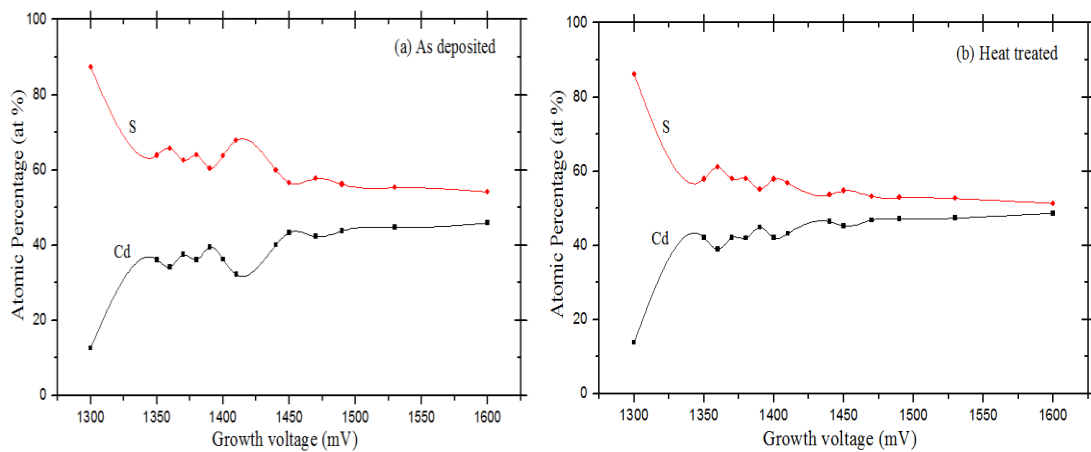 (a) As deposited
Atomic Percentage (at %)
100
80
60
40
20
0
S
Cd
1300 1350 1400 1450 1500 1550 1600
Growth voltage (mV)
(b) Heat treated
Atomic Percentage (at %)
100
80
60
40
20
0
S
Cd
1300 1350 1400 1450 1500 1550 1600
Growth voltage (mV)